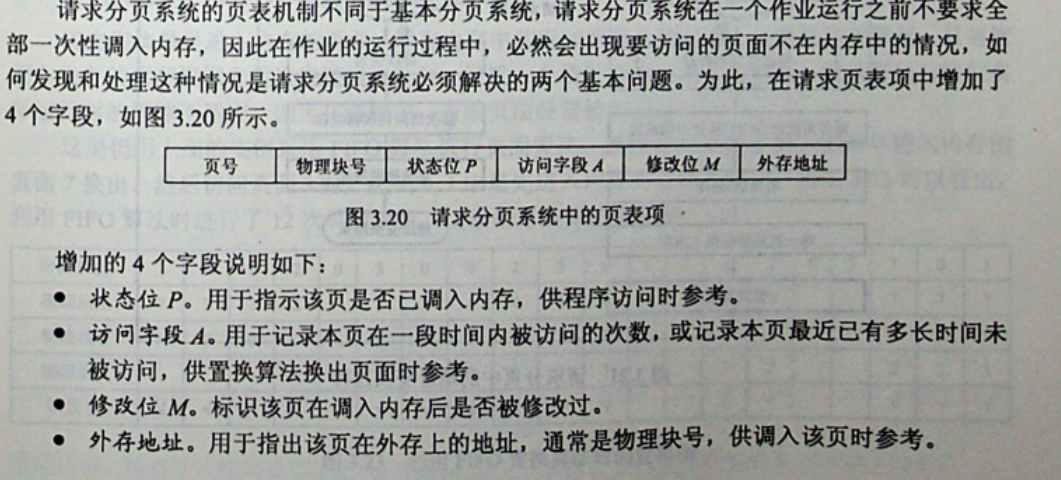 请求分页系统的页表机制不同于基本分页系统，请求分页系统在一个作业运行之前不要求全
部一次性调入内存，因此在作业的运行过程中，必然会出现要访问的页面不在内存中的情况，如
何发现和处理这种情况是请求分页系统必须解决的两个基本问题。为此，在请求页表项中增加了
4 个字段，如图 3.20 所示。
页号 物理块号 状态位 P 访问字段 A 修改位 M 外存地址
图 3.20 请求分页系统中的页表项
增加的 4 个字段说明如下：
● 状态位 P。用于指示该页是否已调入内存，供程序访问时参考。
● 访问字段 A。用于记录本页在一段时间内被访问的次数，或记录本页最近已有多长时间未
被访问，供置换算法换出页面时参考。
● 修改位 M。标识该页在调入内存后是否被修改过。
● 外存地址。用于指出该页在外存上的地址，通常是物理块号，供调入该页时参考。